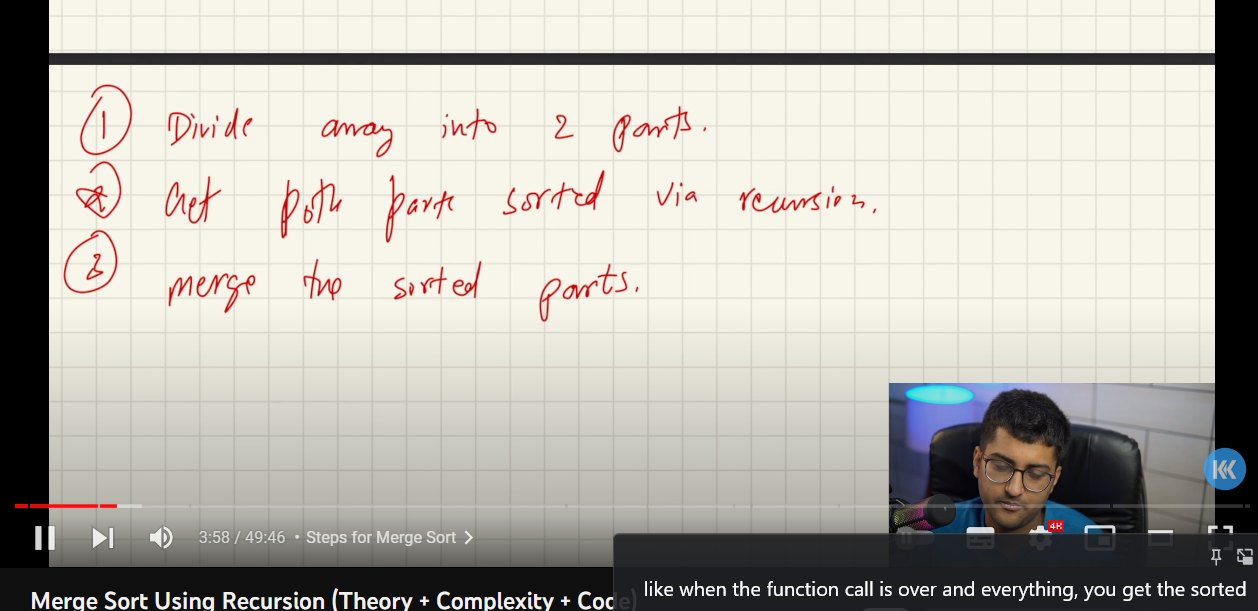 1 Divide array into 2 parts.
2 Get both parts sorted via recursion.
3 merge the sorted parts.
4K
3:58 / 49:46 • Steps for Merge Sort >
like when the function call is over and everything, you get the sorted
Merge Sort Using Recursion (Theory + Complexity + Code)